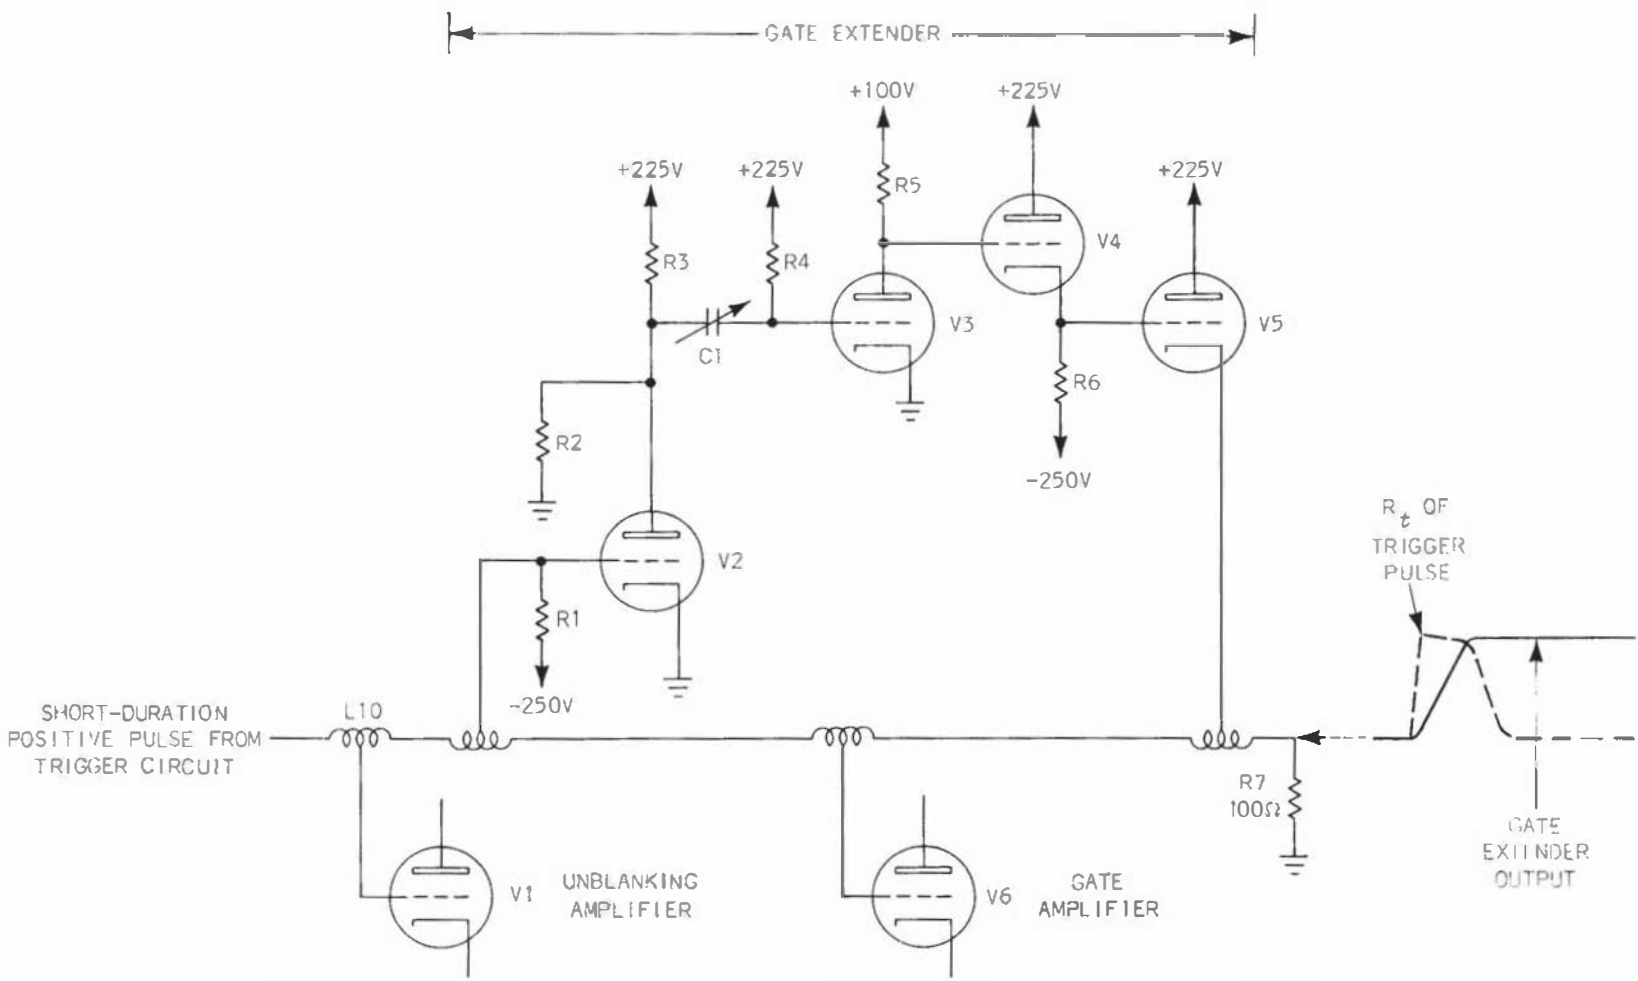 GATE EXTENDER
+100V
+225V
+225V
+225V
+225V
R5
R3
R4
V4
V3
V5
C1
R6
R2
-250V
V2
R1
-250V
R_t OF
TRIGGER
PULSE
SHORT-DURATION
POSITIVE PULSE FROM
TRIGGER CIRCUIT
L10
R7
100Ω
GATE
EXTENDER
OUTPUT
V1
UNBLANKING
AMPLIFIER
V6
GATE
AMPLIFIER